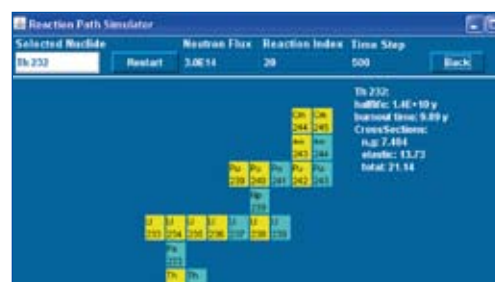 Reaction Path Simulator
Selected Nuclide Neutron Flux Reaction Index Time Step
Th 232 Restart 3.0E14 20 500 Back
Th 232:
halflife: 1.4E+10 y
burnout time: 9.89 y
CrossSections:
n,g: 7.404
elastic: 13.73
total: 21.14
Cm Cm
244 245
Am Am
243 244
Pu Pu Pu Pu Pu
239 240 241 242 243
Np
239
U U U U U U U
233 234 235 236 237 238 239
Pa
233
Th Th